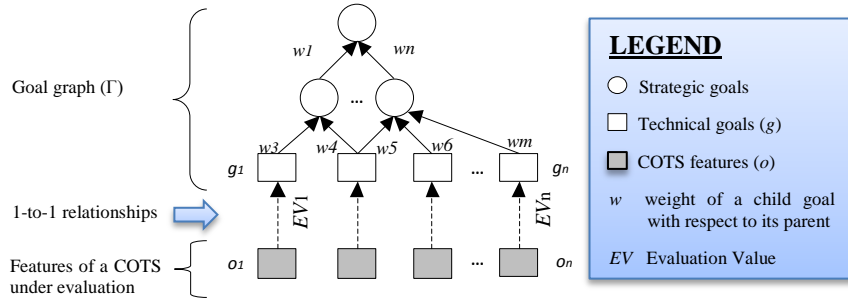 w1
wn
Goal graph (Γ)
...
w3
w4
w5
w6
wm
g1
...
gn
1-to-1 relationships
EV1
EVn
Features of a COTS
under evaluation
o1
...
on
LEGEND
Strategic goals
Technical goals (g)
COTS features (o)
w weight of a child goal
with respect to its parent
EV Evaluation Value